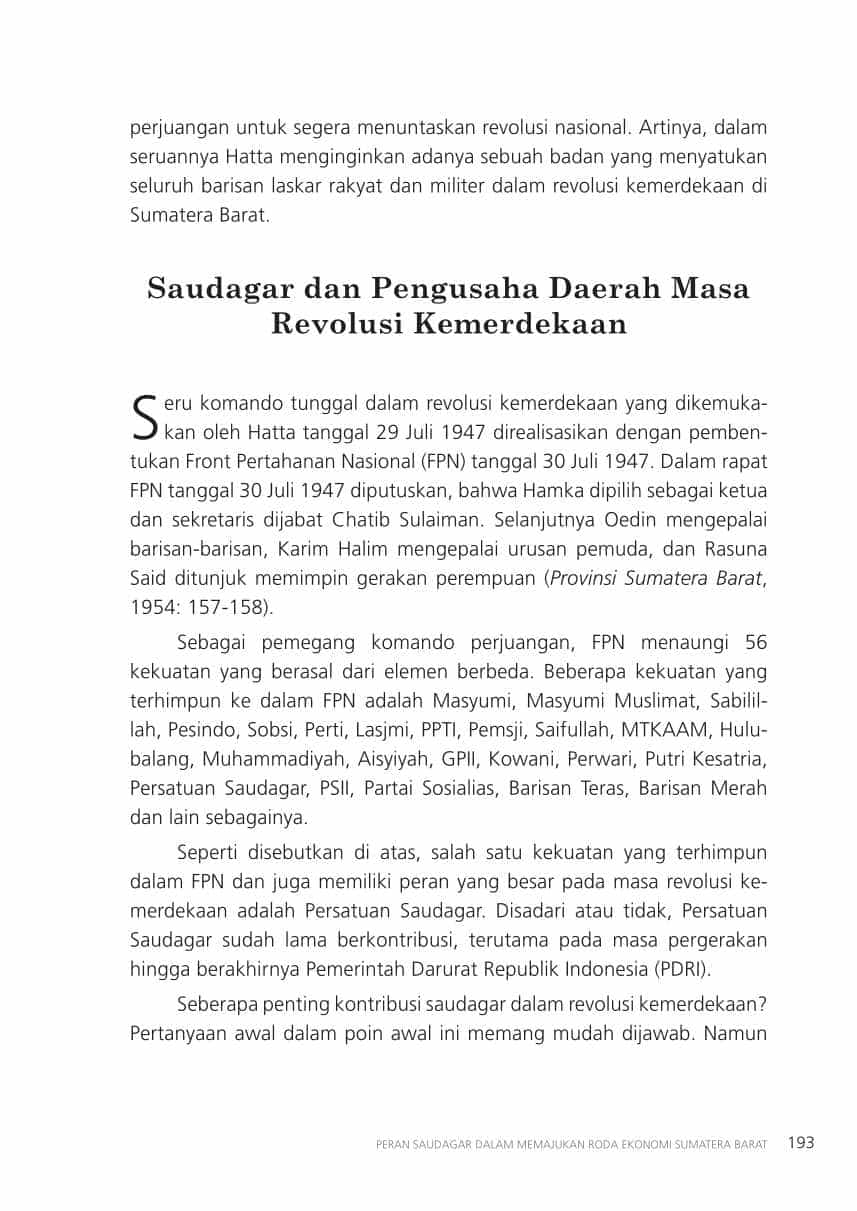 perjuangan untuk segera menuntaskan revolusi nasional. Artinya, dalam
seruannya Hatta menginginkan adanya sebuah badan yang menyatukan
seluruh barisan laskar rakyat dan militer dalam revolusi kemerdekaan di
Sumatera Barat.
Saudagar dan Pengusaha Daerah Masa
Revolusi Kemerdekaan
Seru komando tunggal dalam revolusi kemerdekaan yang dikemuka-
kan oleh Hatta tanggal 29 Juli 1947 direalisasikan dengan pemben-
tukan Front Pertahanan Nasional (FPN) tanggal 30 Juli 1947. Dalam rapat
FPN tanggal 30 Juli 1947 diputuskan, bahwa Hamka dipilih sebagai ketua
dan sekretaris dijabat Chatib Sulaiman. Selanjutnya Oedin mengepalai
barisan-barisan, Karim Halim mengepalai urusan pemuda, dan Rasuna
Said ditunjuk memimpin gerakan perempuan (Provinsi Sumatera Barat,
1954: 157-158).
Sebagai pemegang komando perjuangan, FPN menaungi 56
kekuatan yang berasal dari elemen berbeda. Beberapa kekuatan yang
terhimpun ke dalam FPN adalah Masyumi, Masyumi Muslimat, Sabilil-
lah, Pesindo, Sobsi, Perti, Lasjmi, PPTI, Pemsji, Saifullah, MTKAAM, Hulu-
balang, Muhammadiyah, Aisyiyah, GPII, Kowani, Perwari, Putri Kesatria,
Persatuan Saudagar, PSII, Partai Sosialias, Barisan Teras, Barisan Merah
dan lain sebagainya.
Seperti disebutkan di atas, salah satu kekuatan yang terhimpun
dalam FPN dan juga memiliki peran yang besar pada masa revolusi ke-
merdekaan adalah Persatuan Saudagar. Disadari atau tidak, Persatuan
Saudagar sudah lama berkontribusi, terutama pada masa pergerakan
hingga berakhirnya Pemerintah Darurat Republik Indonesia (PDRI).
Seberapa penting kontribusi saudagar dalam revolusi kemerdekaan?
Pertanyaan awal dalam poin awal ini memang mudah dijawab. Namun
PERAN SAUDAGAR DALAM MEMAJUKAN RODA EKONOMI SUMATERA BARAT 193